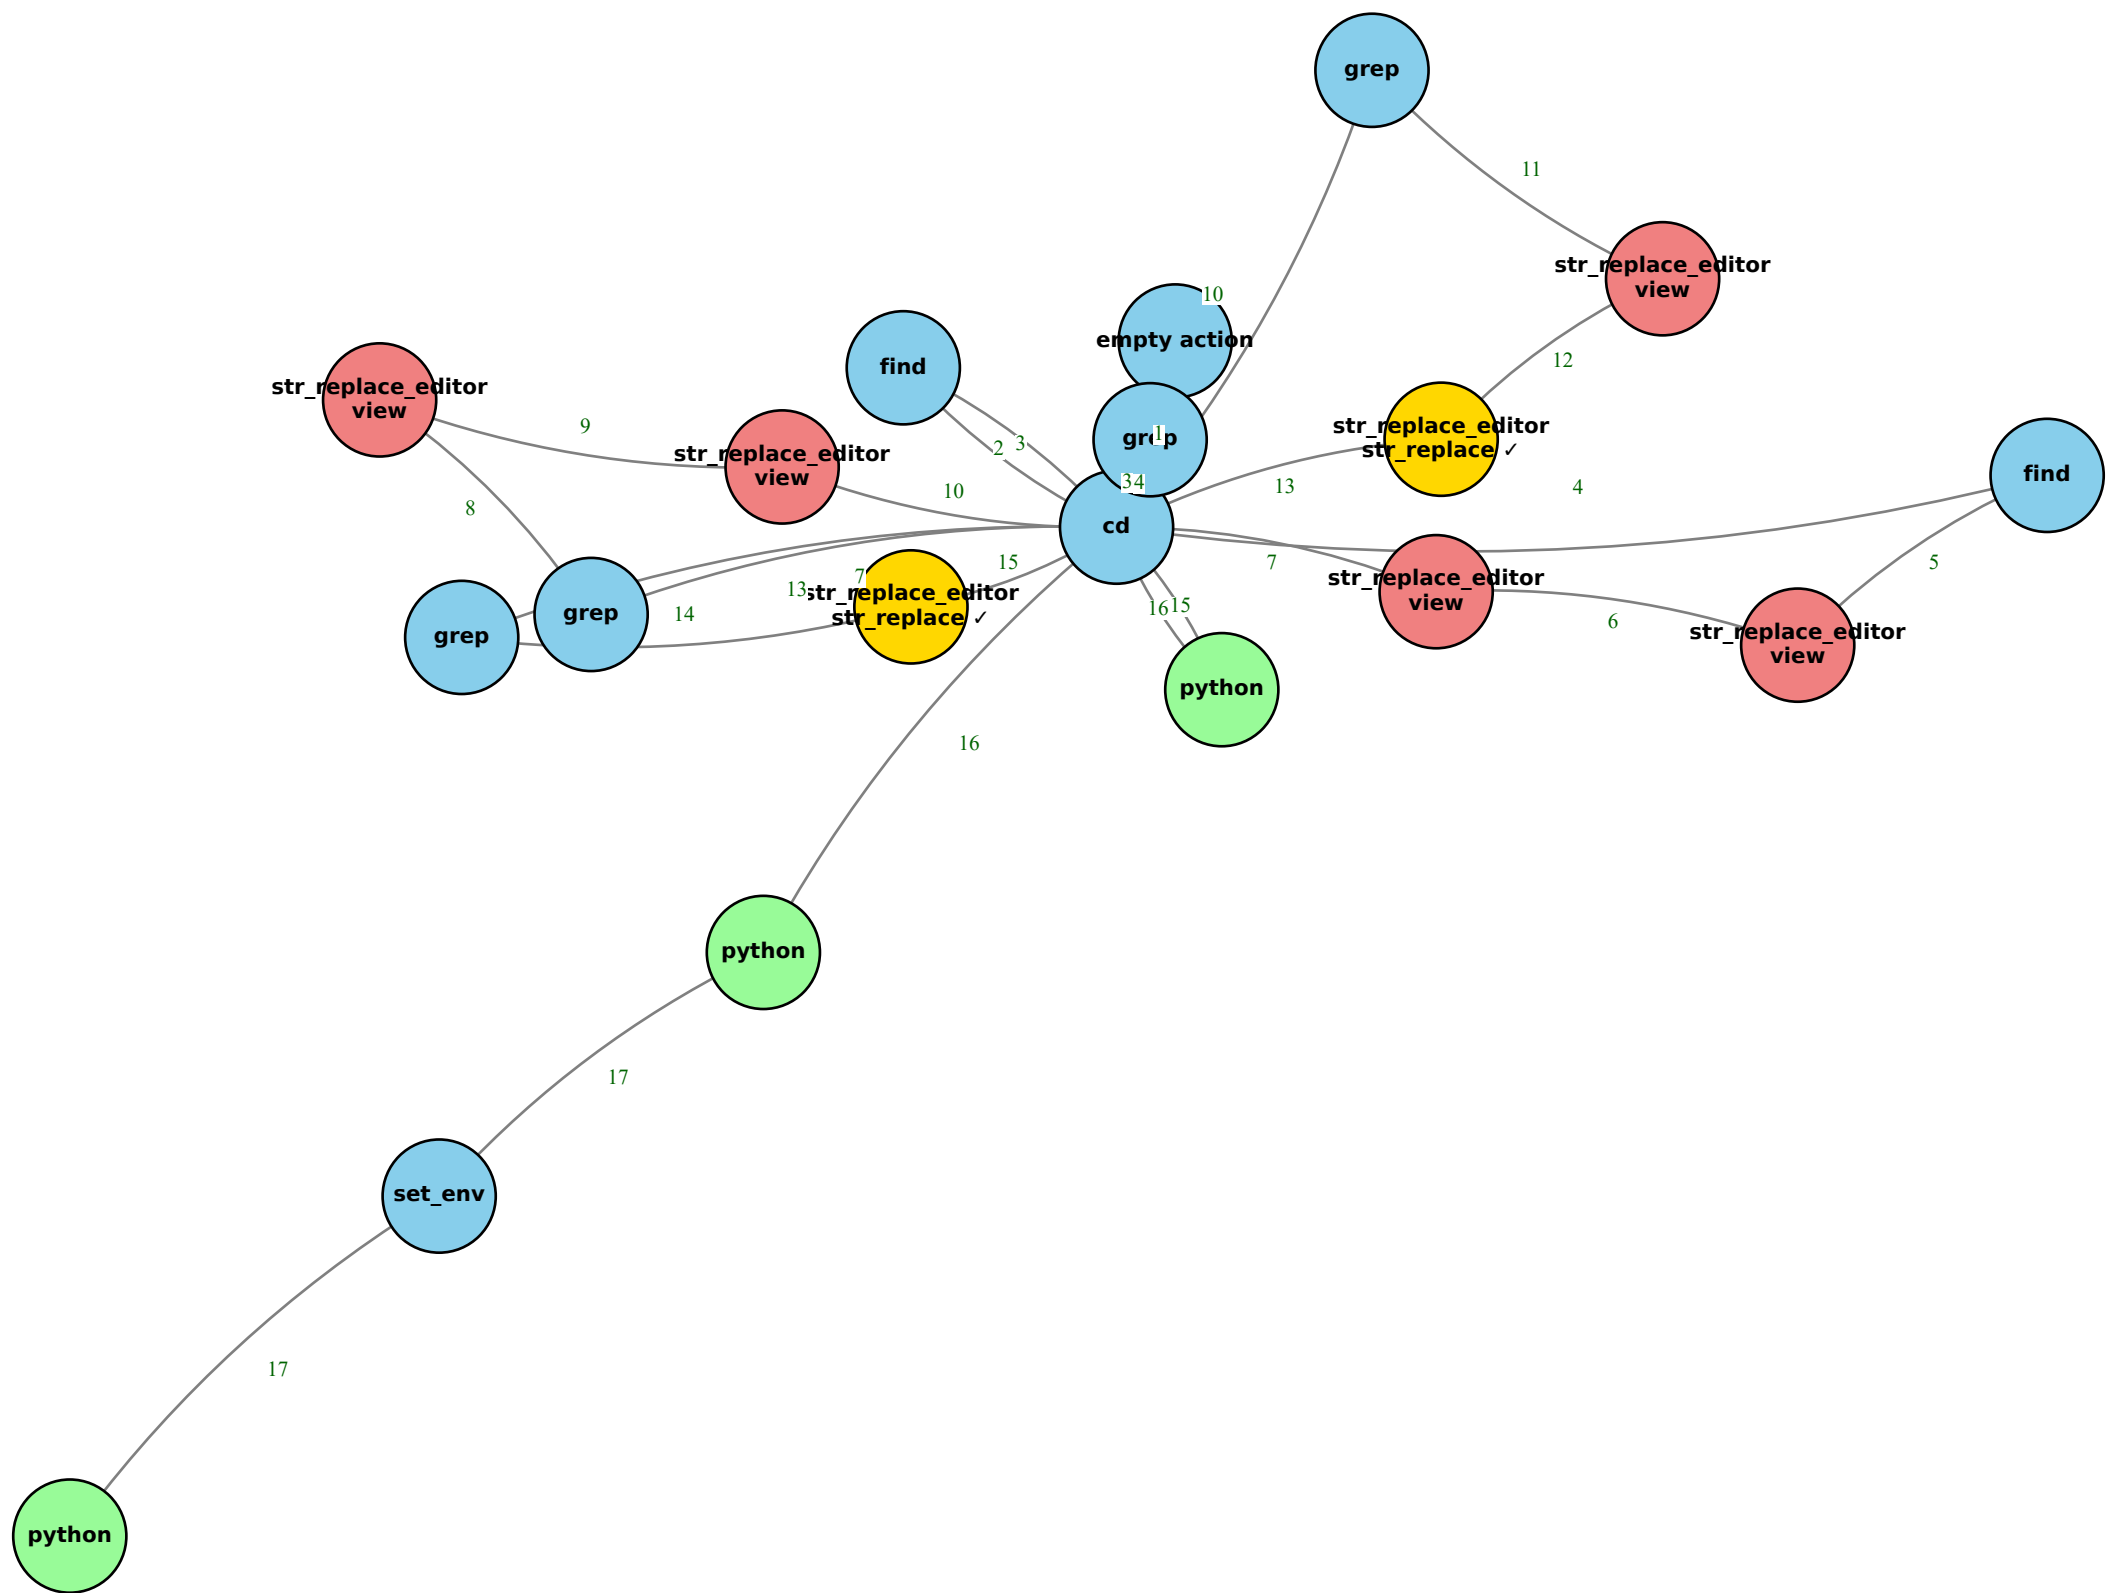 grep
11
str_replace_editor
view
10
empty action
find
12
str_replace_editor
view
9
2
3
grep
1
str_replace_editor
str_replace ✓
str_replace_editor
view
find
8
10
34
cd
13
4
15
7
5
7
13
14
str_replace_editor
str_replace ✓
str_replace_editor
view
6
str_replace_editor
view
grep
grep
16
15
python
16
python
17
set_env
17
python